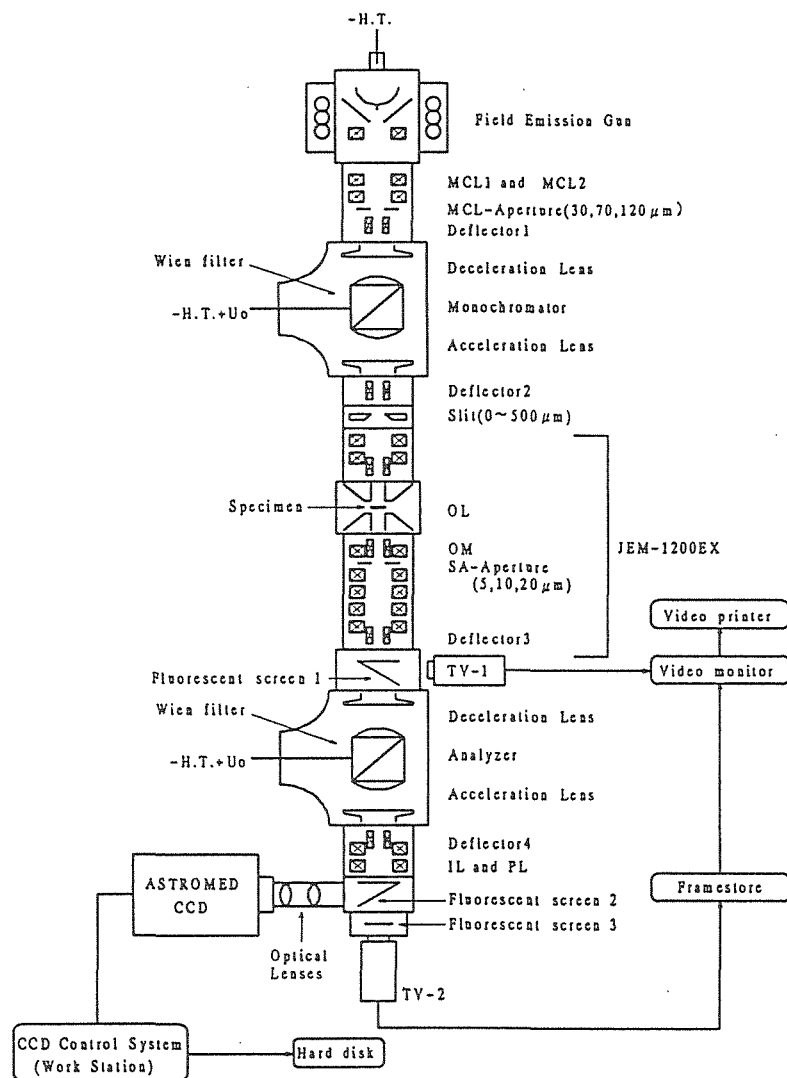 -H.T.
Field Emission Gun
MCL1 and MCL2
MCL-Aperture(30,70,120μm)
Deflector1
Wien filter
Deceleration Lens
-H.T.+Uo
Monochromator
Acceleration Lens
Deflector2
Slit(0~500μm)
Specimen
OL
OM
SA-Aperture
(5,10,20μm)
JEM-1200EX
Video printer
Deflector3
Fluorescent screen 1
TV-1
Video monitor
Wien filter
Deceleration Lens
-H.T.+Uo
Analyzer
Acceleration Lens
Deflector4
IL and PL
ASTROMED
CCD
Fluorescent screen 2
Framestore
Fluorescent screen 3
Optical
Lenses
TV-2
CCD Control System
(Work Station)
Hard disk